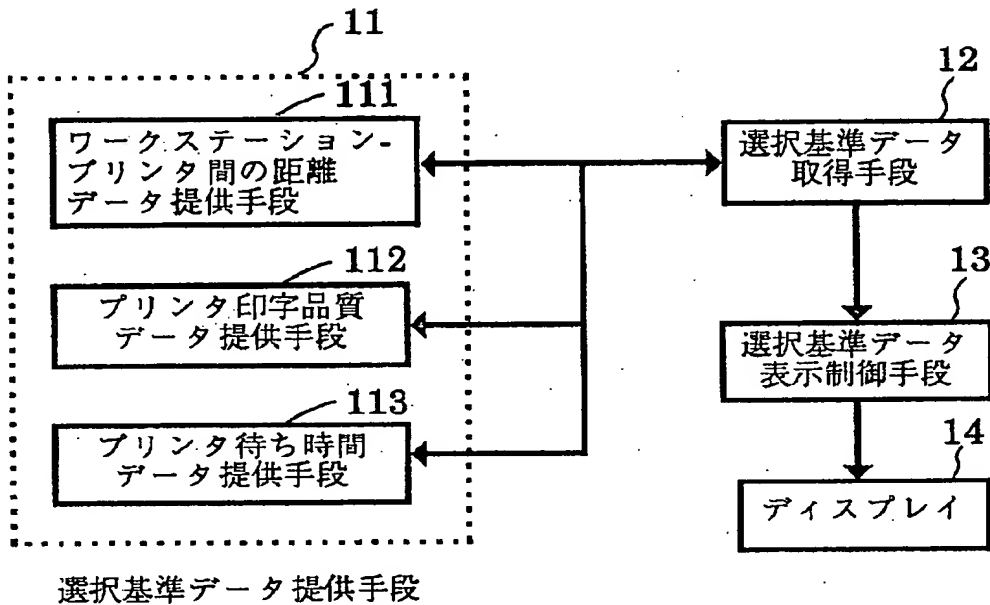 11
111
ワークステーション-
プリンタ間の距離
データ提供手段
112
プリンタ印字品質
データ提供手段
113
プリンタ待ち時間
データ提供手段
選択基準データ提供手段
12
選択基準データ
取得手段
13
選択基準データ
表示制御手段
14
ディスプレイ